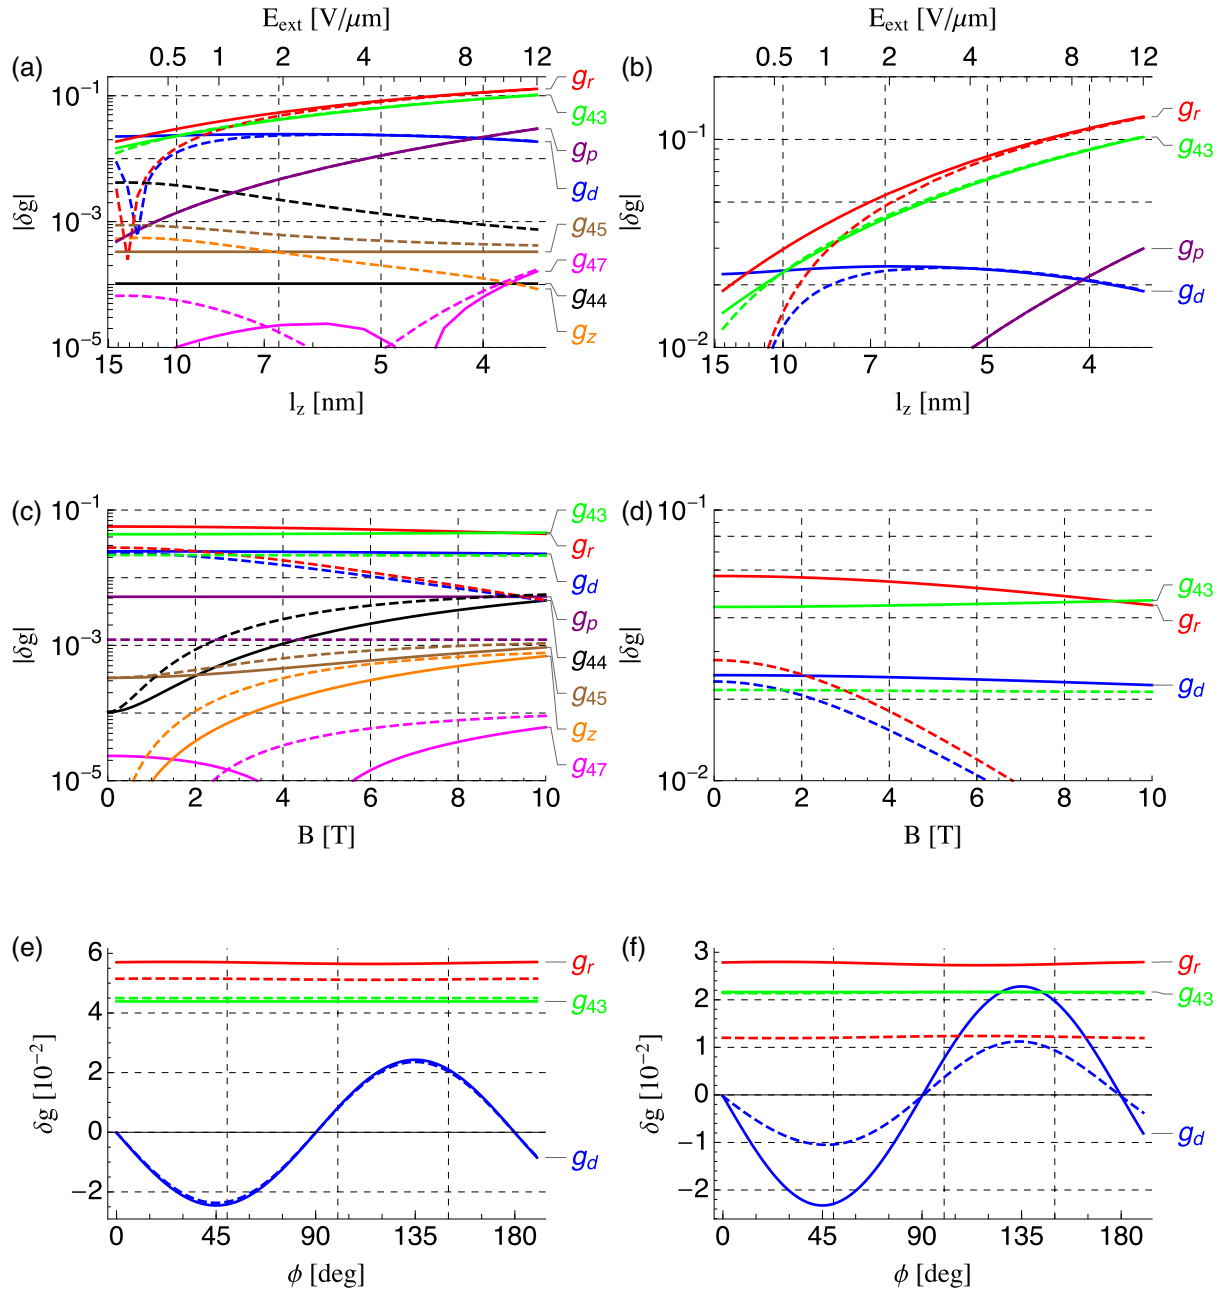 E_ext [V/μm]
(a)
0.5 1 2 4 8 12
10^−1
10^−3
10^−5
|δg|
g_r
g_43
g_p
g_d
g_45
g_47
g_44
g_z
15 10 7 5 4
l_z [nm]
E_ext [V/μm]
(b)
0.5 1 2 4 8 12
10^−1
10^−2
|δg|
g_r
g_43
g_p
g_d
15 10 7 5 4
l_z [nm]
(c)
10^−1
10^−3
10^−5
|δg|
g_43
g_r
g_d
g_p
g_44
g_45
g_z
g_47
0 2 4 6 8 10
B [T]
(d)
10^−1
10^−2
|δg|
g_43
g_r
g_d
0 2 4 6 8 10
B [T]
(e)
6
4
2
0
−2
δg [10^−2]
g_r
g_43
g_d
0 45 90 135 180
ϕ [deg]
(f)
3
2
1
0
−1
−2
δg [10^−2]
g_r
g_43
g_d
0 45 90 135 180
ϕ [deg]